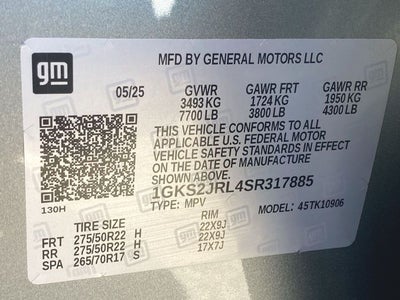 gm
MFD BY GENERAL MOTORS LLC
05/25 GVWR GAWR FRT GAWR RR
3493 KG 1724 KG 1950 KG
7700 LB 3800 LB 4300 LB
THIS VEHICLE CONFORMS TO ALL
APPLICABLE U.S. FEDERAL MOTOR
VEHICLE SAFETY STANDARDS IN EFFECT
ON THE DATE OF MANUFACTURE
SHOWN ABOVE.
130H
1GKS2JRL4SR317885
TYPE: MPV MODEL: 4STK10906
TIRE SIZE RIM
FRT 275/50R22 H 22X9J
RR 275/50R22 H 22X9J
SPA 265/70R17 S 17X7J